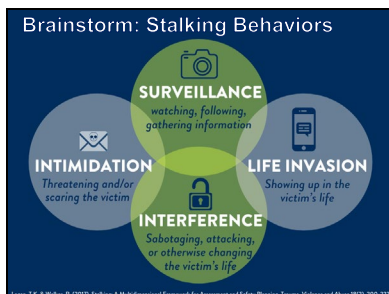 Brainstorm: Stalking Behaviors
SURVEILLANCE
watching, following,
gathering information
INTIMIDATION
Threatening and/or
scaring the victim
LIFE INVASION
Showing up in the
victim's life
INTERFERENCE
Sabotaging, attacking,
or otherwise changing
the victim's life